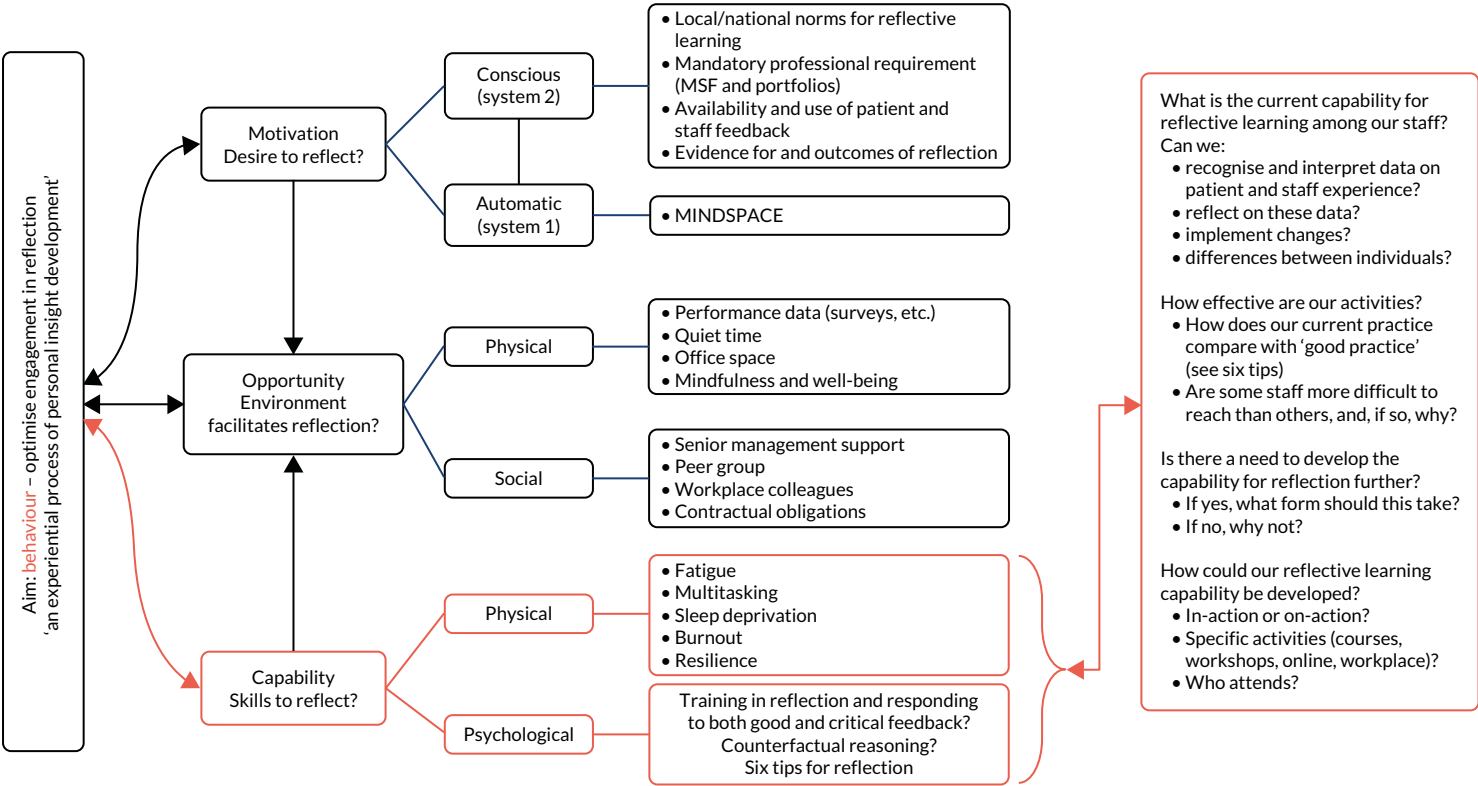 Aim: behaviour – optimise engagement in reflection
‘an experiential process of personal insight development’
Motivation
Desire to reflect?
Conscious
(system 2)
• Local/national norms for reflective
learning
• Mandatory professional requirement
(MSF and portfolios)
• Availability and use of patient and
staff feedback
• Evidence for and outcomes of reflection
Automatic
(system 1)
• MINDSPACE
Opportunity
Environment
facilitates reflection?
Physical
• Performance data (surveys, etc.)
• Quiet time
• Office space
• Mindfulness and well-being
Social
• Senior management support
• Peer group
• Workplace colleagues
• Contractual obligations
Capability
Skills to reflect?
Physical
• Fatigue
• Multitasking
• Sleep deprivation
• Burnout
• Resilience
Psychological
Training in reflection and responding
to both good and critical feedback?
Counterfactual reasoning?
Six tips for reflection
What is the current capability for
reflective learning among our staff?
Can we:
• recognise and interpret data on
patient and staff experience?
• reflect on these data?
• implement changes?
• differences between individuals?
How effective are our activities?
• How does our current practice
compare with ‘good practice’
(see six tips)
• Are some staff more difficult to
reach than others, and, if so, why?
Is there a need to develop the
capability for reflection further?
• If yes, what form should this take?
• If no, why not?
How could our reflective learning
capability be developed?
• In-action or on-action?
• Specific activities (courses,
workshops, online, workplace)?
• Who attends?